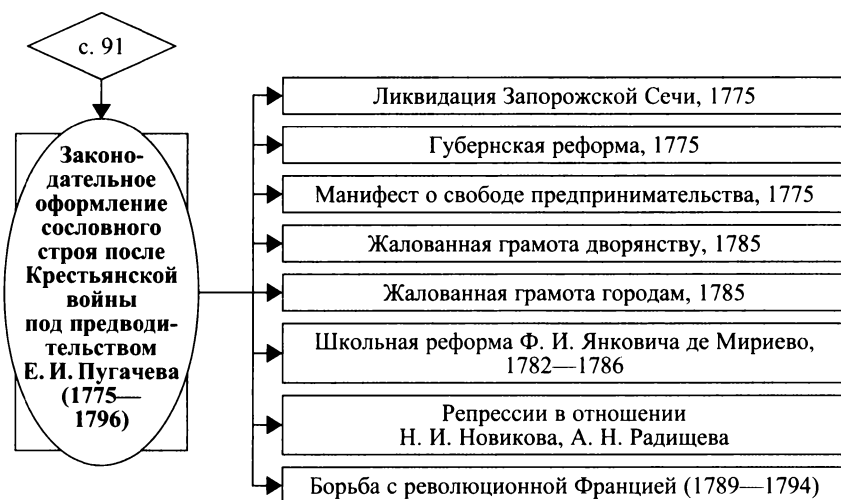 с. 91
Законо-
дательное
оформление
сословного
строя после
Крестьянской
войны
под предводи-
тельством
Е. И. Пугачева
(1775—
1796)
Ликвидация Запорожской Сечи, 1775
Губернская реформа, 1775
Манифест о свободе предпринимательства, 1775
Жалованная грамота дворянству, 1785
Жалованная грамота городам, 1785
Школьная реформа Ф. И. Янковича де Мириево,
1782—1786
Репрессии в отношении
Н. И. Новикова, А. Н. Радищева
Борьба с революционной Францией (1789—1794)